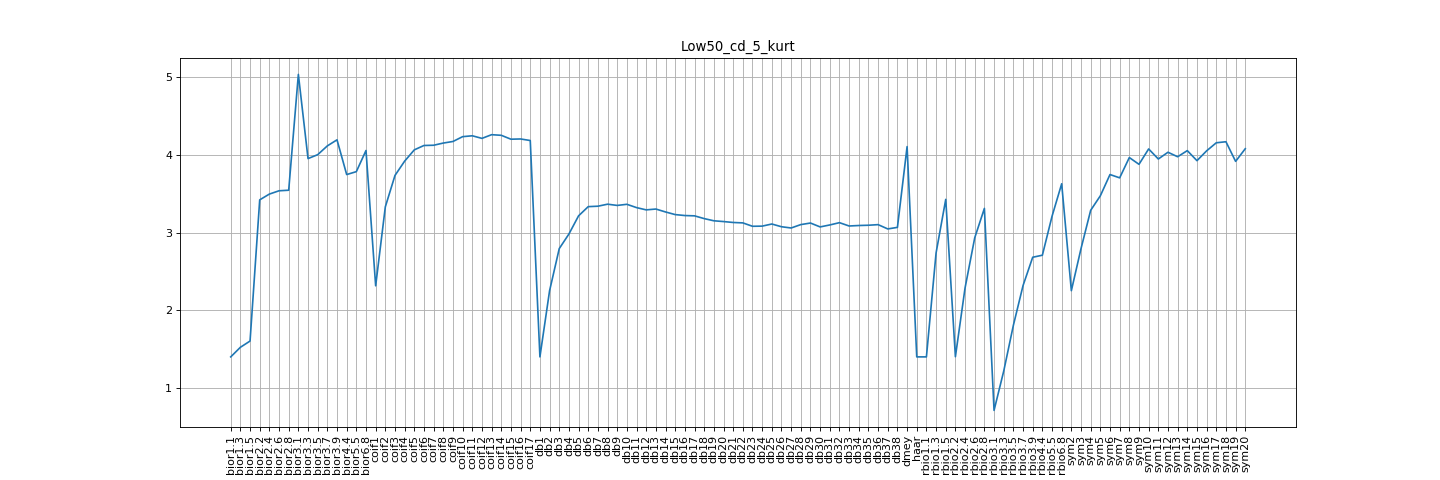 Low50_cd_5_kurt
5
4
3
2
1
bior1.1
bior1.3
bior1.5
bior2.2
bior2.4
bior2.6
bior2.8
bior3.1
bior3.3
bior3.5
bior3.7
bior3.9
bior4.4
bior5.5
bior6.8
coif1
coif2
coif3
coif4
coif5
coif6
coif7
coif8
coif9
coif10
coif11
coif12
coif13
coif14
coif15
coif16
coif17
db1
db2
db3
db4
db5
db6
db7
db8
db9
db10
db11
db12
db13
db14
db15
db16
db17
db18
db19
db20
db21
db22
db23
db24
db25
db26
db27
db28
db29
db30
db31
db32
db33
db34
db35
db36
db37
db38
dmey
haar
rbio1.1
rbio1.3
rbio1.5
rbio2.2
rbio2.4
rbio2.6
rbio2.8
rbio3.1
rbio3.3
rbio3.5
rbio3.7
rbio3.9
rbio4.4
rbio5.5
rbio6.8
sym2
sym3
sym4
sym5
sym6
sym7
sym8
sym9
sym10
sym11
sym12
sym13
sym14
sym15
sym16
sym17
sym18
sym19
sym20